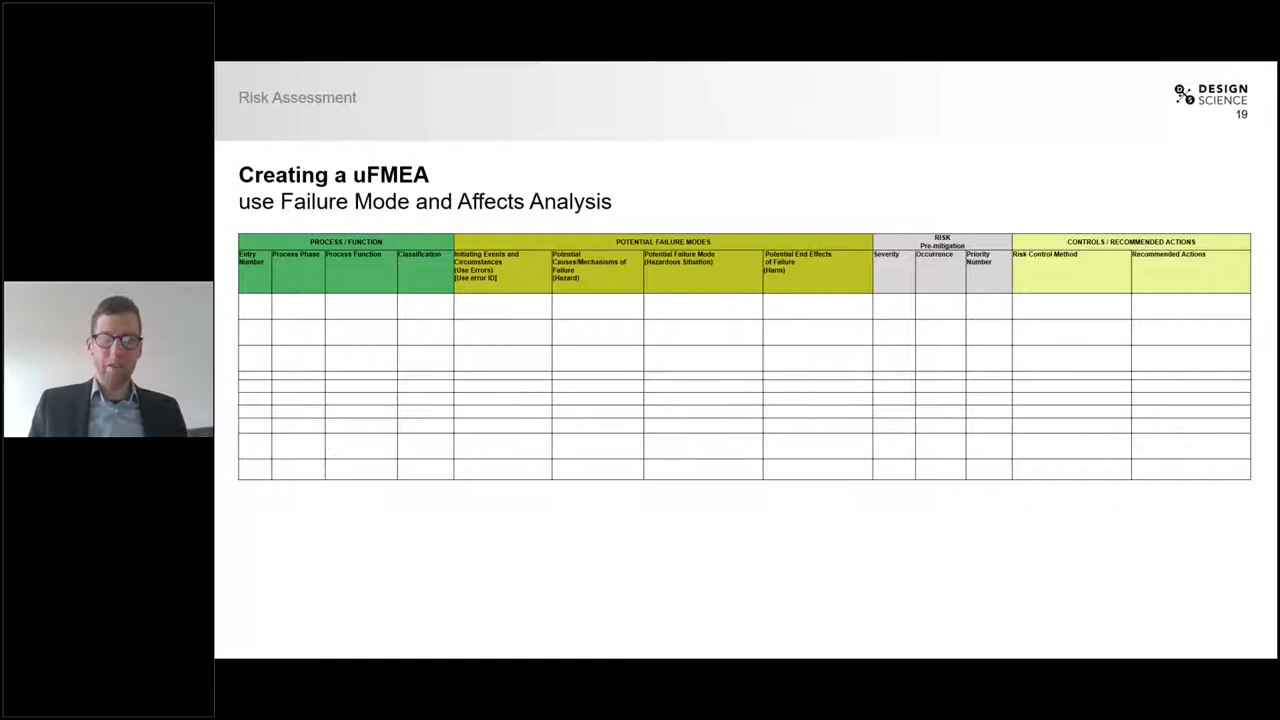 Risk Assessment
DESIGN
SCIENCE
19
Creating a uFMEA
use Failure Mode and Affects Analysis
PROCESS / FUNCTION
POTENTIAL FAILURE MODES
RISK
Pre-mitigation
CONTROLS / RECOMMENDED ACTIONS
Entry
Number
Process Phase
Process Function
Classification
Initiating Events and
Circumstances
(Use Errors)
[Use error ID]
Potential
Causes/Mechanisms of
Failure
(Hazard)
Potential Failure Mode
(Hazardous Situation)
Potential End Effects
of Failure
(Harm)
Severity
Occurrence
Priority
Number
Risk Control Method
Recommended Actions